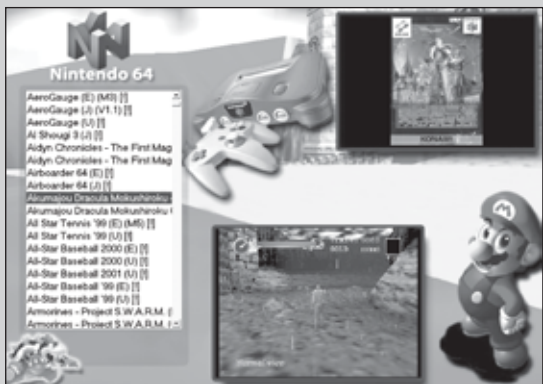 Nintendo 64
AeroGauge (E) (M3) [!]
AeroGauge (J) (V1.1) [!]
AeroGauge (U) [!]
AI Shougi 3 (J) [!]
Aidyn Chronicles - The First Mag
Aidyn Chronicles - The First Mag
Airboarder 64 (E) [!]
Airboarder 64 (J) [!]
Akumajou Dracula Mokushiroku
Akumajou Dracula Mokushiroku
All Star Tennis '99 (E) (M5) [!]
All Star Tennis '99 (U) [!]
All-Star Baseball 2000 (E) [!]
All-Star Baseball 2000 (U) [!]
All-Star Baseball 2001 (U) [!]
All-Star Baseball '99 (E) [!]
All-Star Baseball '99 (U) [!]
Armorines - Project S.W.A.R.M.
Armorines - Project S.W.A.R.M.
KONAMI